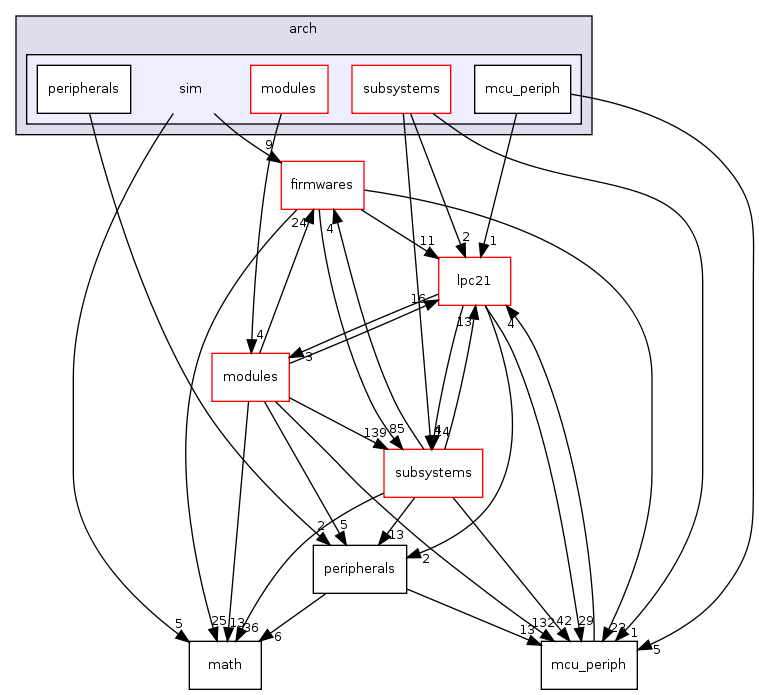 arch
peripherals
sim
modules
subsystems
mcu_periph
9
firmwares
24
4
11
2
1
lpc21
16
13
4
4
3
modules
139
85
44
subsystems
2
5
13
2
peripherals
5
25
13
36
6
13
132
42
29
23
1
5
math
mcu_periph